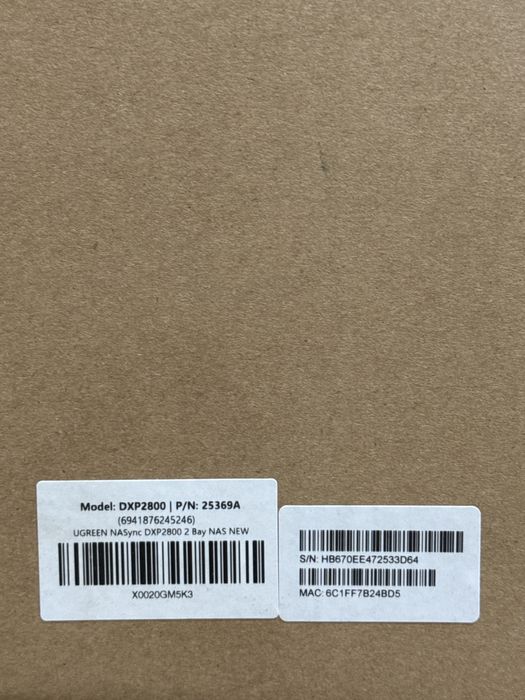 Model: DXP2800 | P/N: 25369A
(6941876245246)
UGREEN NASync DXP2800 2 Bay NAS NEW
X0020GM5K3
S/N: HB670EE472533D64
MAC: 6C1FF7B24BD5